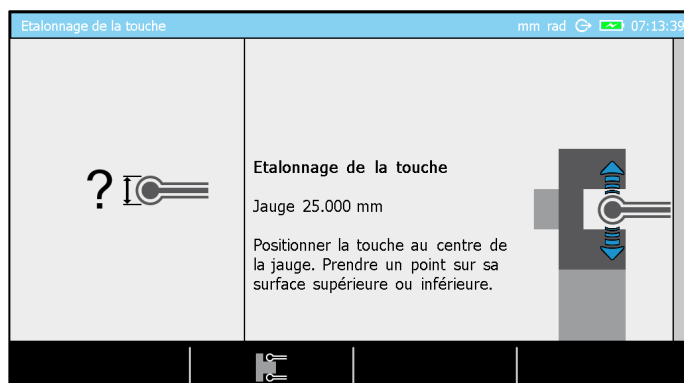 Etalonnage de la touche
mm rad 07:13:39
?
Etalonnage de la touche
Jauge 25.000 mm
Positionner la touche au centre de
la jauge. Prendre un point sur sa
surface supérieure ou inférieure.